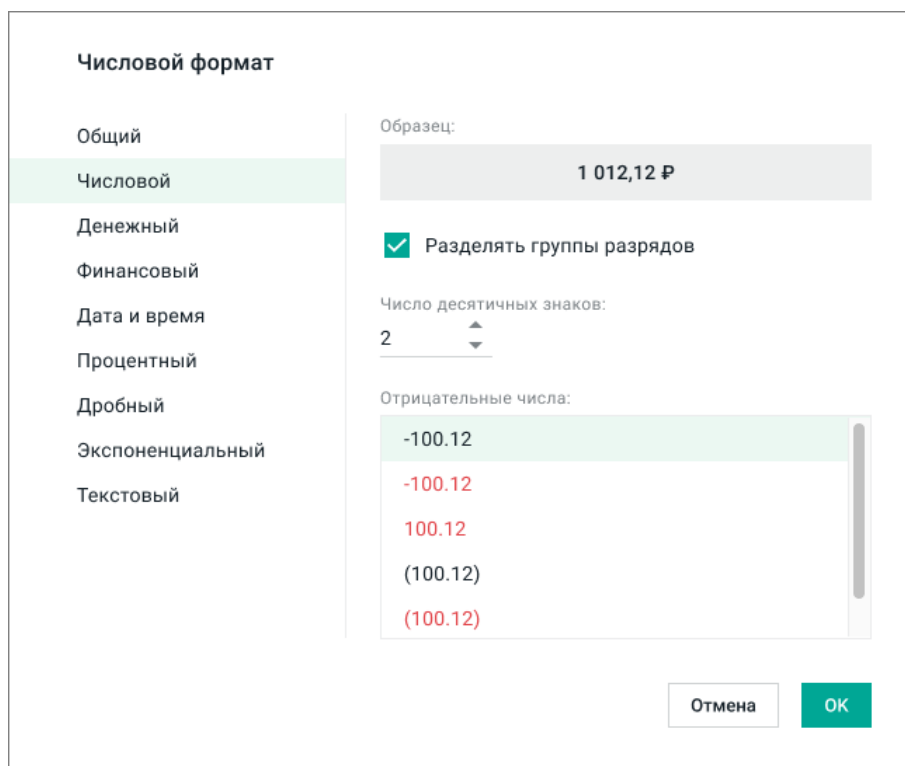 Числовой формат
Общий
Числовой
Денежный
Финансовый
Дата и время
Процентный
Дробный
Экспоненциальный
Текстовый
Образец:
1 012,12 ₽
Разделять группы разрядов
Число десятичных знаков:
2
Отрицательные числа:
-100.12
-100.12
100.12
(100.12)
(100.12)
Отмена
OK